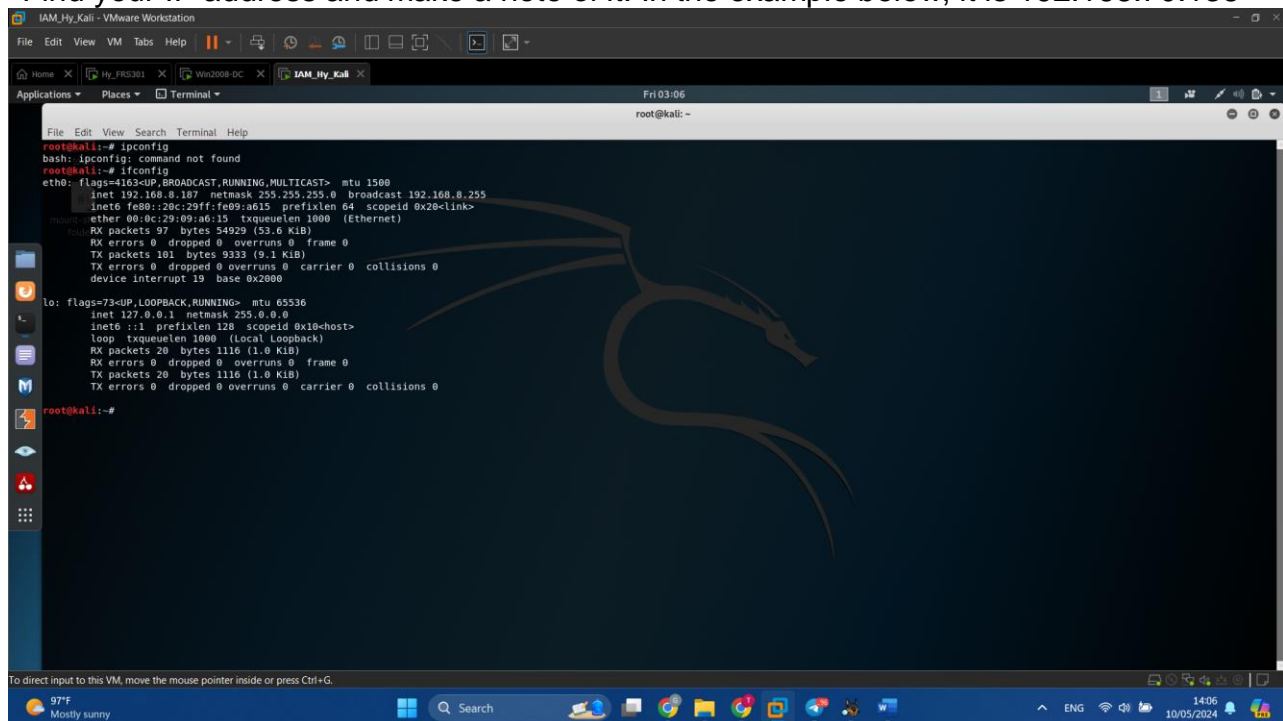 IAM_Hy_Kali - VMware Workstation
File Edit View VM Tabs Help
Home Hy_FRS301 Win2008-DC IAM_Hy_Kali
Applications Places Terminal Fri 03:06 1
root@kali: ~
File Edit View Search Terminal Help
root@kali:~# ipconfig
bash: ipconfig: command not found
root@kali:~# ifconfig
eth0: flags=4163<UP,BROADCAST,RUNNING,MULTICAST> mtu 1500
inet 192.168.8.187 netmask 255.255.255.0 broadcast 192.168.8.255
inet6 fe80::20c:29ff:fe09:a615 prefixlen 64 scopeid 0x20<link>
ether 00:0c:29:09:a6:15 txqueuelen 1000 (Ethernet)
RX packets 97 bytes 54929 (53.6 KiB)
RX errors 0 dropped 0 overruns 0 frame 0
TX packets 101 bytes 9333 (9.1 KiB)
TX errors 0 dropped 0 overruns 0 carrier 0 collisions 0
device interrupt 19 base 0x2000
lo: flags=73<UP,LOOPBACK,RUNNING> mtu 65536
inet 127.0.0.1 netmask 255.0.0.0
inet6 ::1 prefixlen 128 scopeid 0x10<host>
loop txqueuelen 1000 (Local Loopback)
RX packets 20 bytes 1116 (1.0 KiB)
RX errors 0 dropped 0 overruns 0 frame 0
TX packets 20 bytes 1116 (1.0 KiB)
TX errors 0 dropped 0 overruns 0 carrier 0 collisions 0
root@kali:~#
To direct input to this VM, move the mouse pointer inside or press Ctrl+G.
97°F
Mostly sunny
Search
ENG
14:06
10/05/2024